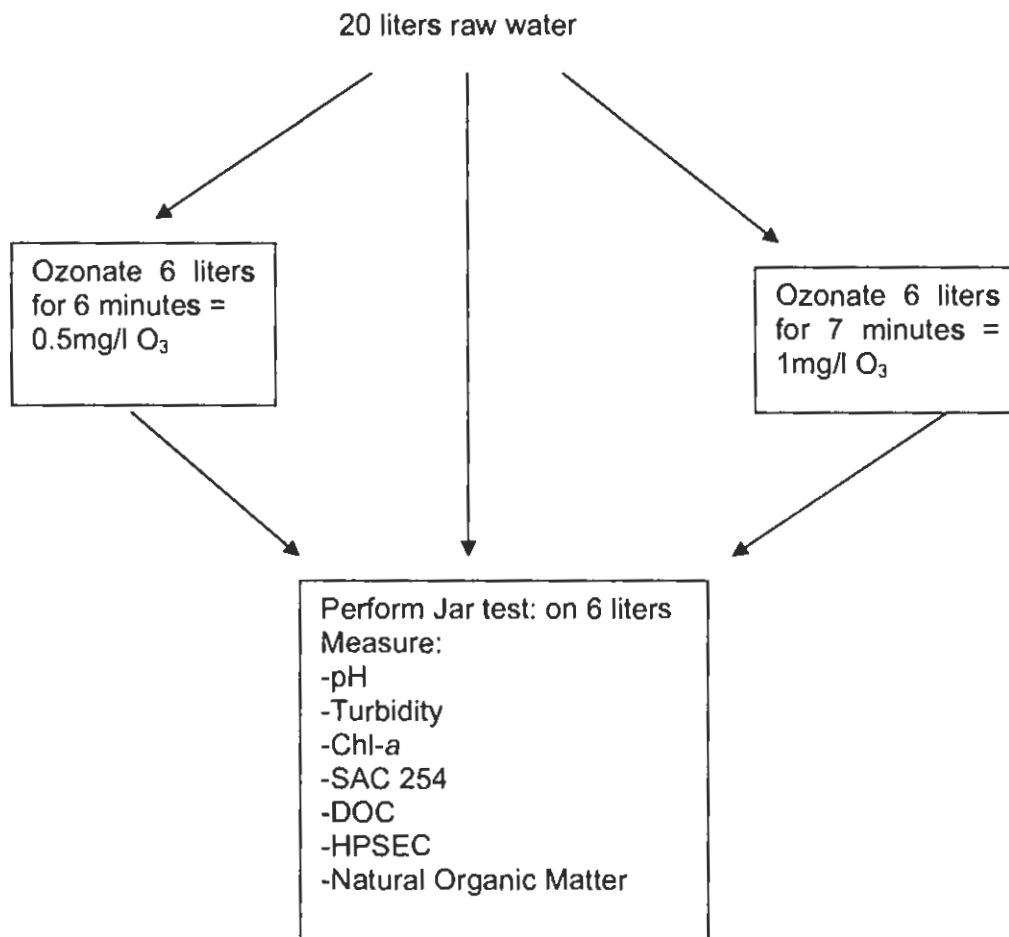 20 liters raw water
Ozonate 6 liters
for 6 minutes =
0.5mg/l O₃
Ozonate 6 liters
for 7 minutes =
1mg/l O₃
Perform Jar test: on 6 liters
Measure:
-pH
-Turbidity
-Chl-a
-SAC 254
-DOC
-HPSEC
-Natural Organic Matter